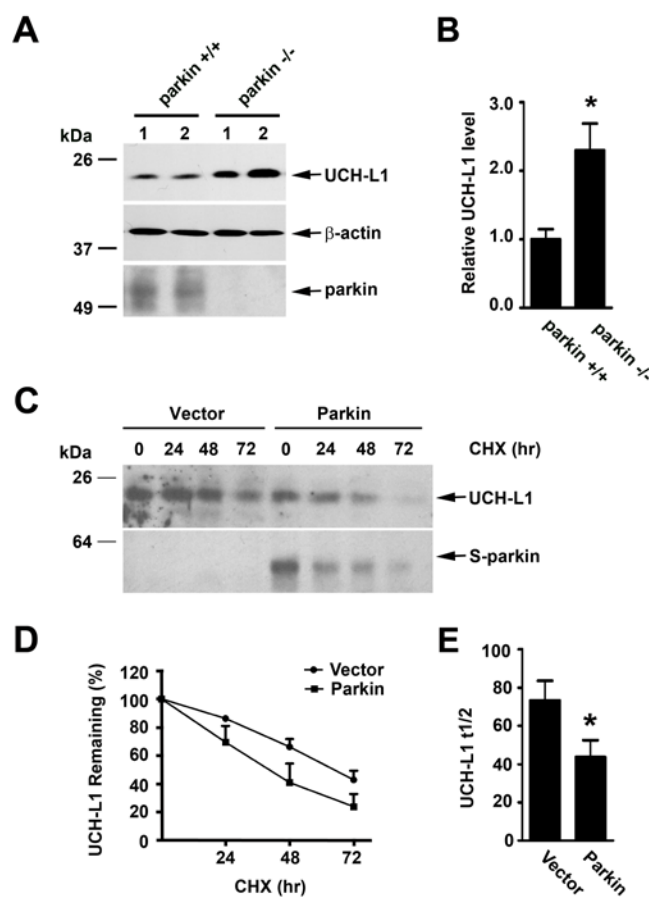 A
parkin +/+ parkin -/-
kDa 1 2 1 2
26
UCH-L1
β-actin
37
parkin
49
B
Relative UCH-L1 level
3.0
2.0
1.0
0.0
parkin +/+
parkin -/-
*
C
Vector Parkin
0 24 48 72 0 24 48 72 CHX (hr)
kDa
26
UCH-L1
64
S-parkin
D
UCH-L1 Remaining (%)
120
100
80
60
40
20
0
24 48 72
CHX (hr)
Vector
Parkin
E
UCH-L1 t1/2
100
80
60
40
20
0
*
Vector
Parkin